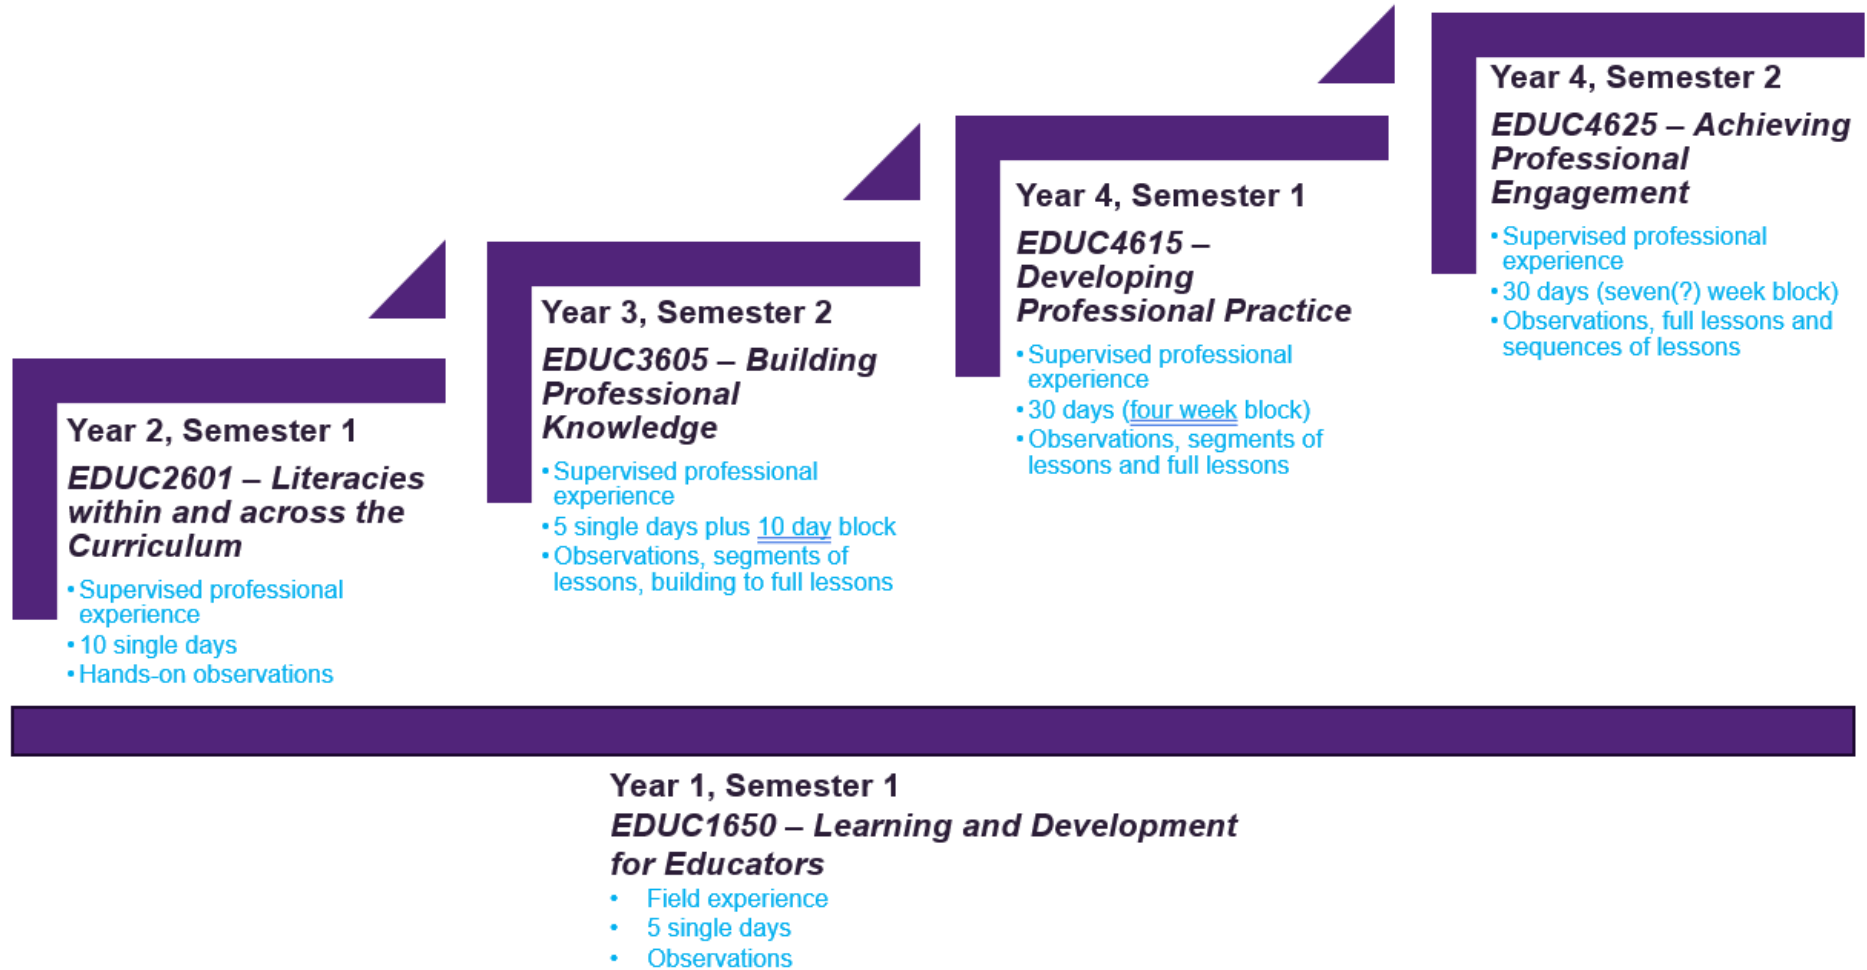 Year 2, Semester 1
EDUC2601 – Literacies
within and across the
Curriculum
•Supervised professional
experience
•10 single days
•Hands-on observations
Year 3, Semester 2
EDUC3605 – Building
Professional
Knowledge
•Supervised professional
experience
•5 single days plus 10 day block
•Observations, segments of
lessons, building to full lessons
Year 4, Semester 1
EDUC4615 –
Developing
Professional Practice
•Supervised professional
experience
•30 days (four week block)
•Observations, segments of
lessons and full lessons
Year 4, Semester 2
EDUC4625 – Achieving
Professional
Engagement
•Supervised professional
experience
•30 days (seven(?) week block)
•Observations, full lessons and
sequences of lessons
Year 1, Semester 1
EDUC1650 – Learning and Development
for Educators
• Field experience
• 5 single days
• Observations